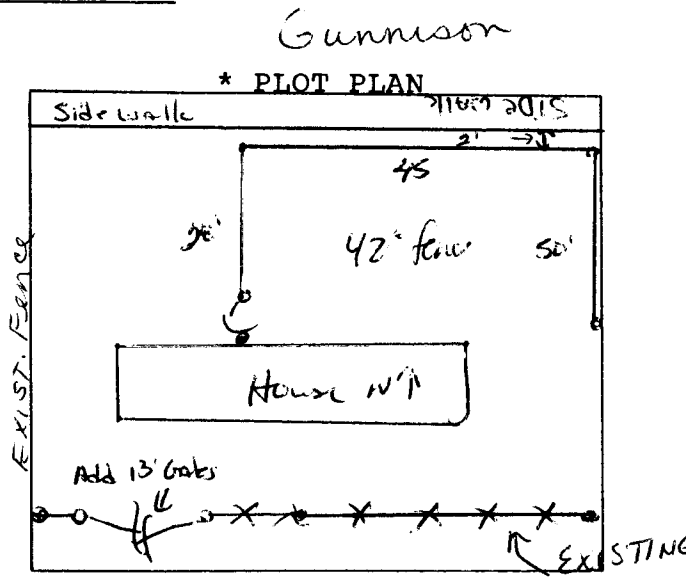 Gunnison
* PLOT PLAN
Side walk
Side walk
2'
45
42" fence
50'
EXIST. Fence
House
Add 13' Gates
EXISTING